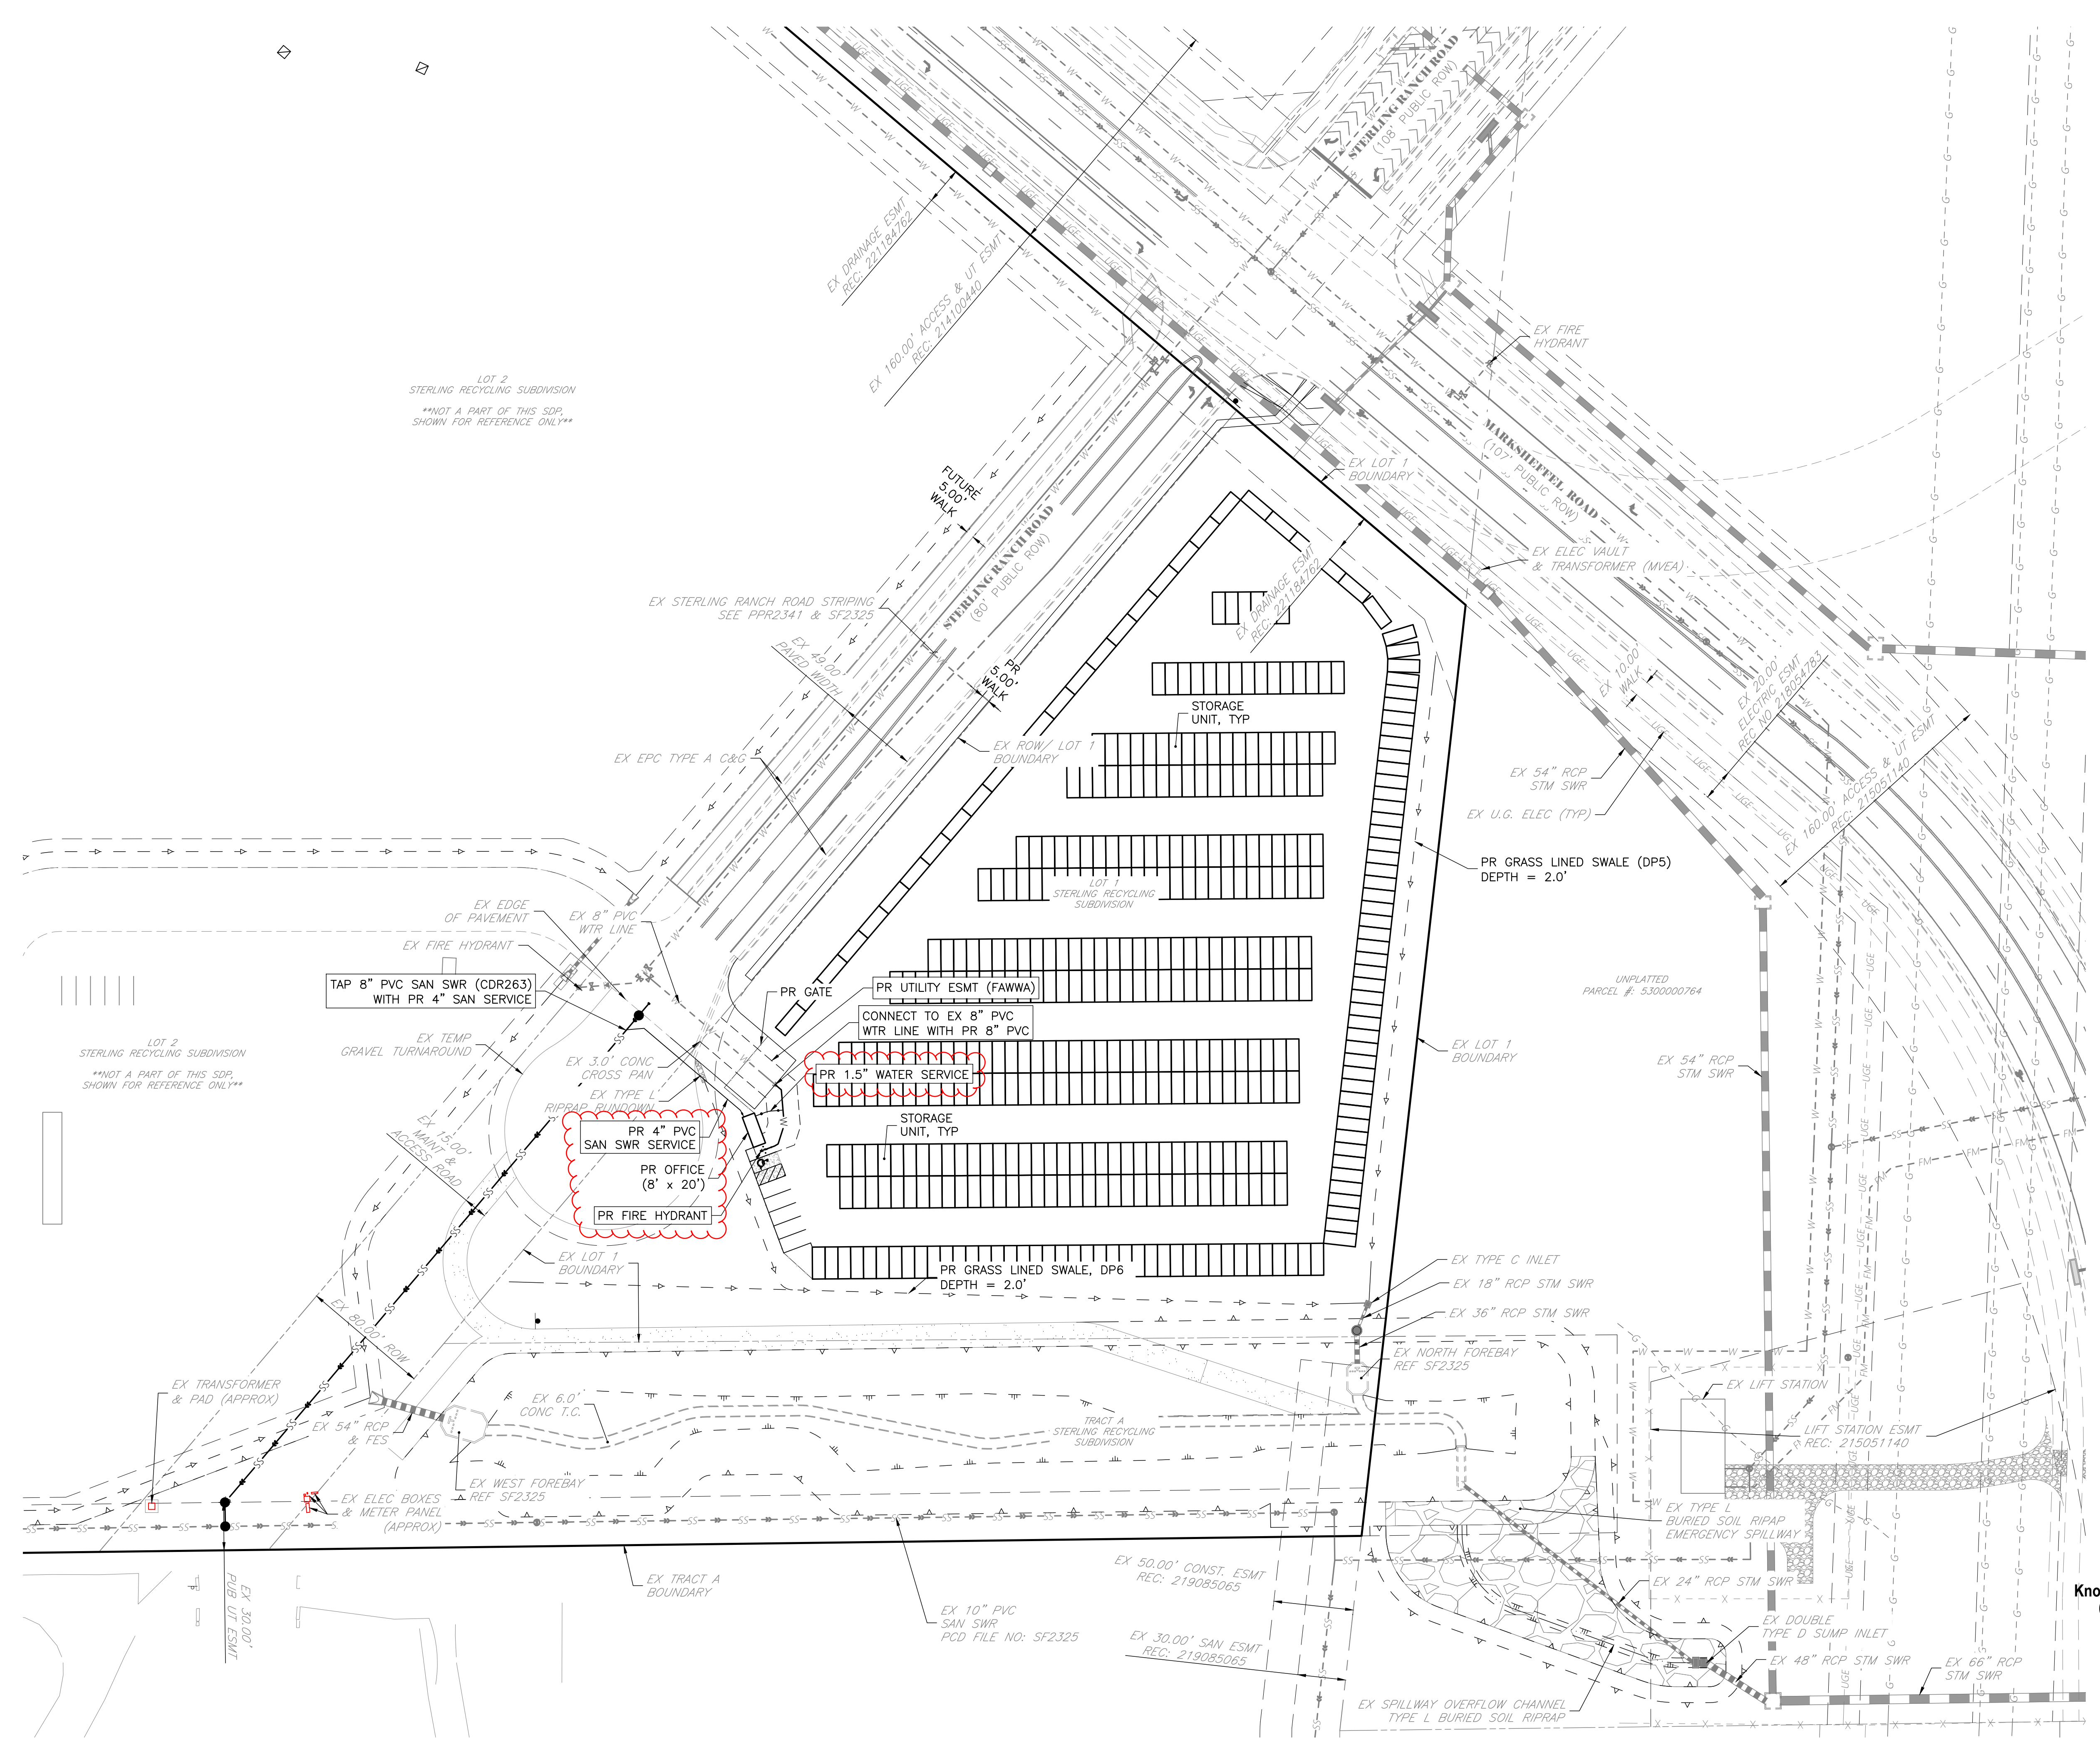 STERLING RANCH ROAD
(108' PUBLIC ROW)
EX DRAINAGE ESMT
REC: 221184762
EX 160.00' ACCESS & UT ESMT
REC: 214100440
EX FIRE
HYDRANT
LOT 2
STERLING RECYCLING SUBDIVISION
**NOT A PART OF THIS SDP,
SHOWN FOR REFERENCE ONLY**
MARKSHEFFEL ROAD
(107' PUBLIC ROW)
EX LOT 1
BOUNDARY
FUTURE
5.00'
WALK
STERLING RANCH ROAD
(80' PUBLIC ROW)
EX ELEC VAULT
& TRANSFORMER (MVEA)
EX STERLING RANCH ROAD STRIPING
SEE PPR2341 & SF2325
EX DRAINAGE ESMT
REC: 221184762
EX 49.00'
PAVED WIDTH
PR
5.00'
WALK
EX 10.00'
WALK
EX 20.00'
ELECTRIC ESMT
REC NO. 218054783
STORAGE
UNIT, TYP
EX ROW/ LOT 1
BOUNDARY
EX EPC TYPE A C&G
EX 54" RCP
STM SWR
EX U.G. ELEC (TYP)
EX 160.00' ACCESS & UT ESMT
REC: 215051140
PR GRASS LINED SWALE (DP5)
DEPTH = 2.0'
LOT 1
STERLING RECYCLING
SUBDIVISION
EX EDGE
OF PAVEMENT
EX 8" PVC
WTR LINE
EX FIRE HYDRANT
TAP 8" PVC SAN SWR (CDR263)
WITH PR 4" SAN SERVICE
PR GATE
PR UTILITY ESMT (FAWWA)
CONNECT TO EX 8" PVC
WTR LINE WITH PR 8" PVC
UNPLATTED
PARCEL #: 5300000764
LOT 2
STERLING RECYCLING SUBDIVISION
**NOT A PART OF THIS SDP,
SHOWN FOR REFERENCE ONLY**
EX TEMP
GRAVEL TURNAROUND
EX 3.0' CONC
CROSS PAN
PR 1.5" WATER SERVICE
EX LOT 1
BOUNDARY
EX 54" RCP
STM SWR
EX TYPE L
RIPRAP RUNDOWN
EX 15.00'
MAINT &
ACCESS ROAD
PR 4" PVC
SAN SWR SERVICE
STORAGE
UNIT, TYP
PR OFFICE
(8' x 20')
PR FIRE HYDRANT
EX LOT 1
BOUNDARY
PR GRASS LINED SWALE, DP6
DEPTH = 2.0'
EX TYPE C INLET
EX 18" RCP STM SWR
EX 36" RCP STM SWR
EX 80.00' ROW
EX NORTH FOREBAY
REF SF2325
EX TRANSFORMER
& PAD (APPROX)
EX 6.0'
CONC T.C.
EX LIFT STATION
EX 54" RCP
& FES
TRACT A
STERLING RECYCLING
SUBDIVISION
LIFT STATION ESMT
REC: 215051140
EX WEST FOREBAY
REF SF2325
EX ELEC BOXES
& METER PANEL
(APPROX)
EX TYPE L
BURIED SOIL RIPAP
EMERGENCY SPILLWAY
EX 30.00'
PUB UT ESMT
EX TRACT A
BOUNDARY
EX 50.00' CONST. ESMT
REC: 219085065
EX 24" RCP STM SWR
Kno
EX 10" PVC
SAN SWR
PCD FILE NO: SF2325
EX 30.00' SAN ESMT
REC: 219085065
EX DOUBLE
TYPE D SUMP INLET
EX 48" RCP STM SWR
EX 66" RCP
STM SWR
EX SPILLWAY OVERFLOW CHANNEL
TYPE L BURIED SOIL RIPRAP